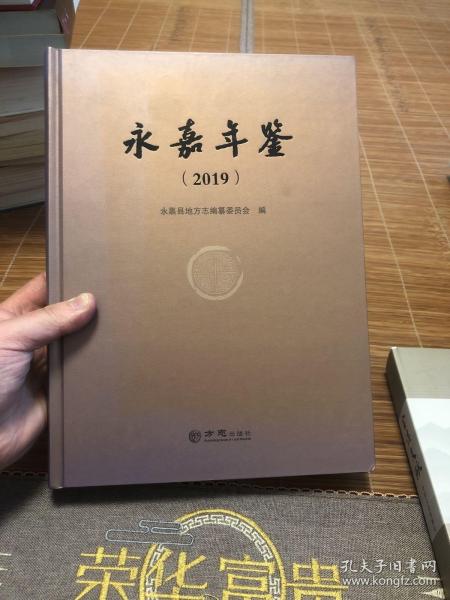 永嘉年鉴
（2019）
永嘉县地方志编纂委员会 编
方志出版社
荣华富贵
孔夫子旧书网
www.kongfz.com